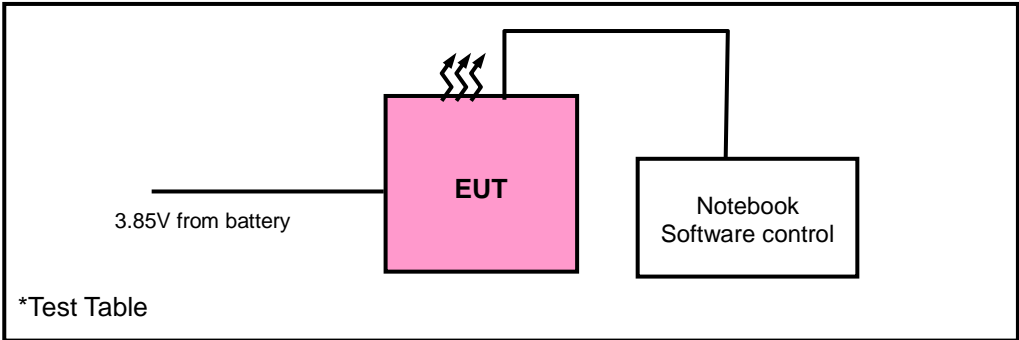 EUT
3.85V from battery
Notebook
Software control
*Test Table